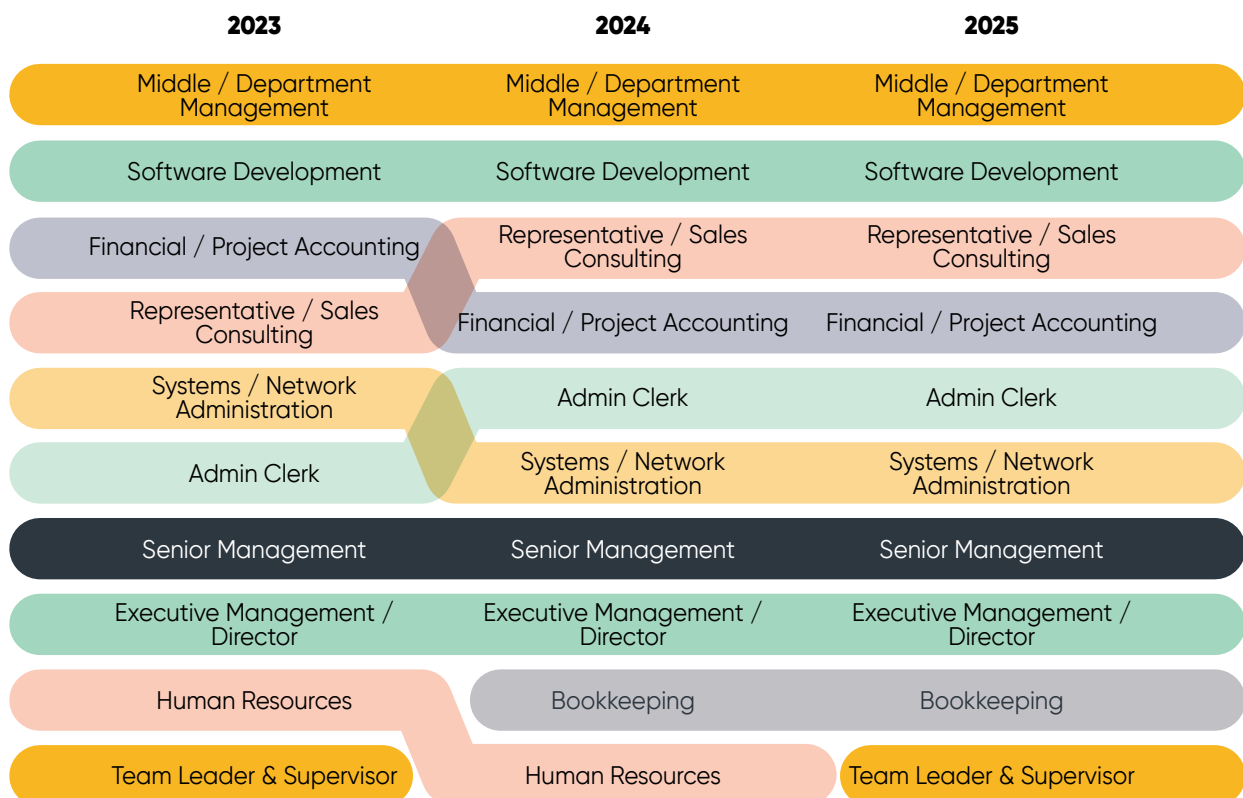 2023 2024 2025
Middle / Department Middle / Department Middle / Department
Management Management Management
Software Development Software Development Software Development
Financial / Project Accounting Representative / Sales Representative / Sales
Consulting Consulting
Representative / Sales Financial / Project Accounting Financial / Project Accounting
Consulting
Systems / Network Admin Clerk Admin Clerk
Administration
Admin Clerk Systems / Network Systems / Network
Administration Administration
Senior Management Senior Management Senior Management
Executive Management / Executive Management / Executive Management /
Director Director Director
Human Resources Bookkeeping Bookkeeping
Team Leader & Supervisor Human Resources Team Leader & Supervisor